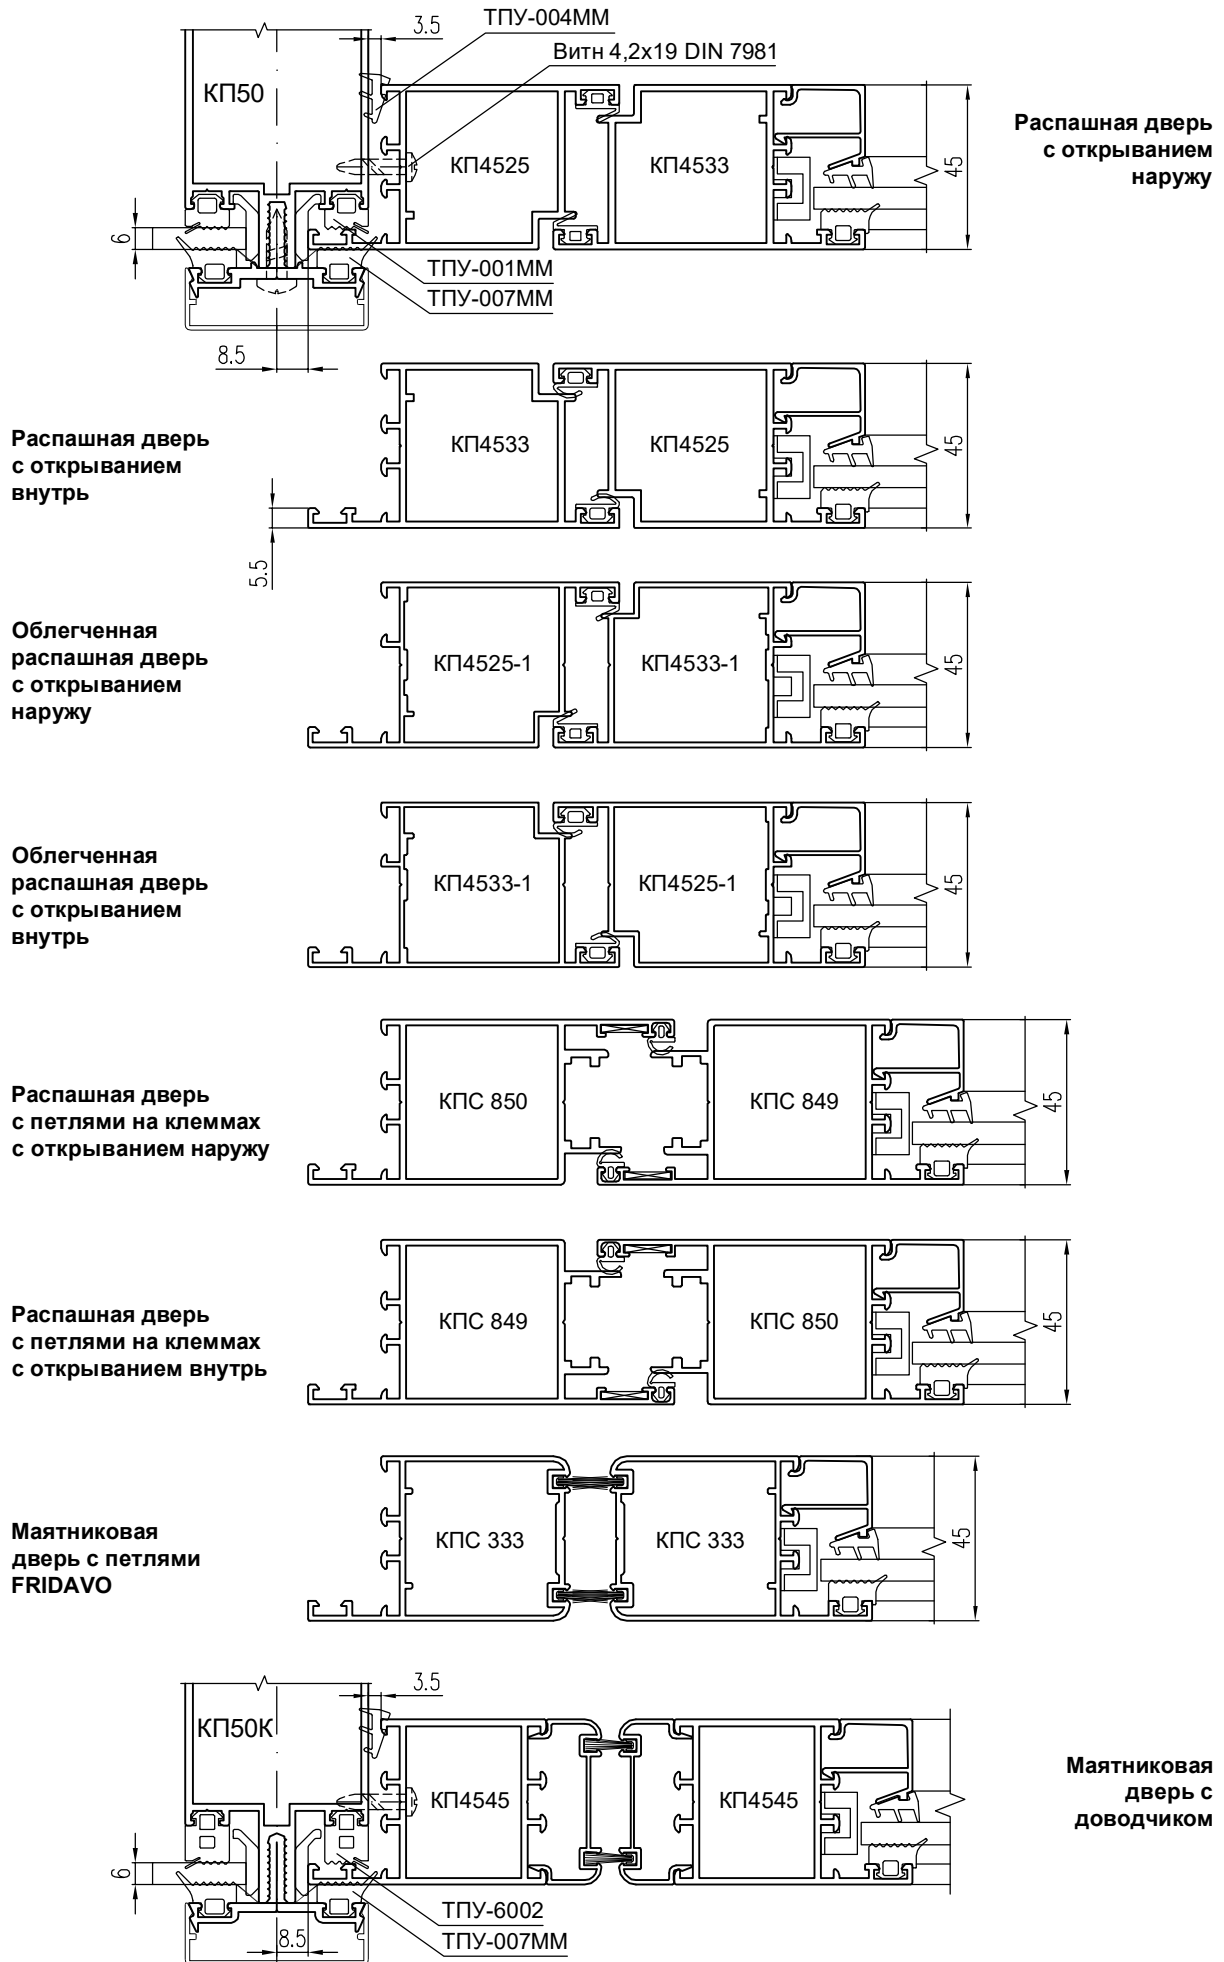 3.5
ТПУ-004ММ
Витн 4,2х19 DIN 7981
КП50
КП4525
КП4533
45
Распашная дверь
с открыванием
наружу
6
ТПУ-001ММ
ТПУ-007ММ
8.5
Распашная дверь
с открыванием
внутрь
КП4533
КП4525
45
5.5
Облегченная
распашная дверь
с открыванием
наружу
КП4525-1
КП4533-1
45
Облегченная
распашная дверь
с открыванием
внутрь
КП4533-1
КП4525-1
45
Распашная дверь
с петлями на клеммах
с открыванием наружу
КПС 850
КПС 849
45
Распашная дверь
с петлями на клеммах
с открыванием внутрь
КПС 849
КПС 850
45
Маятниковая
дверь с петлями
FRIDAVO
КПС 333
КПС 333
45
3.5
КП50К
КП4545
КП4545
Маятниковая
дверь с
доводчиком
6
ТПУ-6002
8.5
ТПУ-007ММ